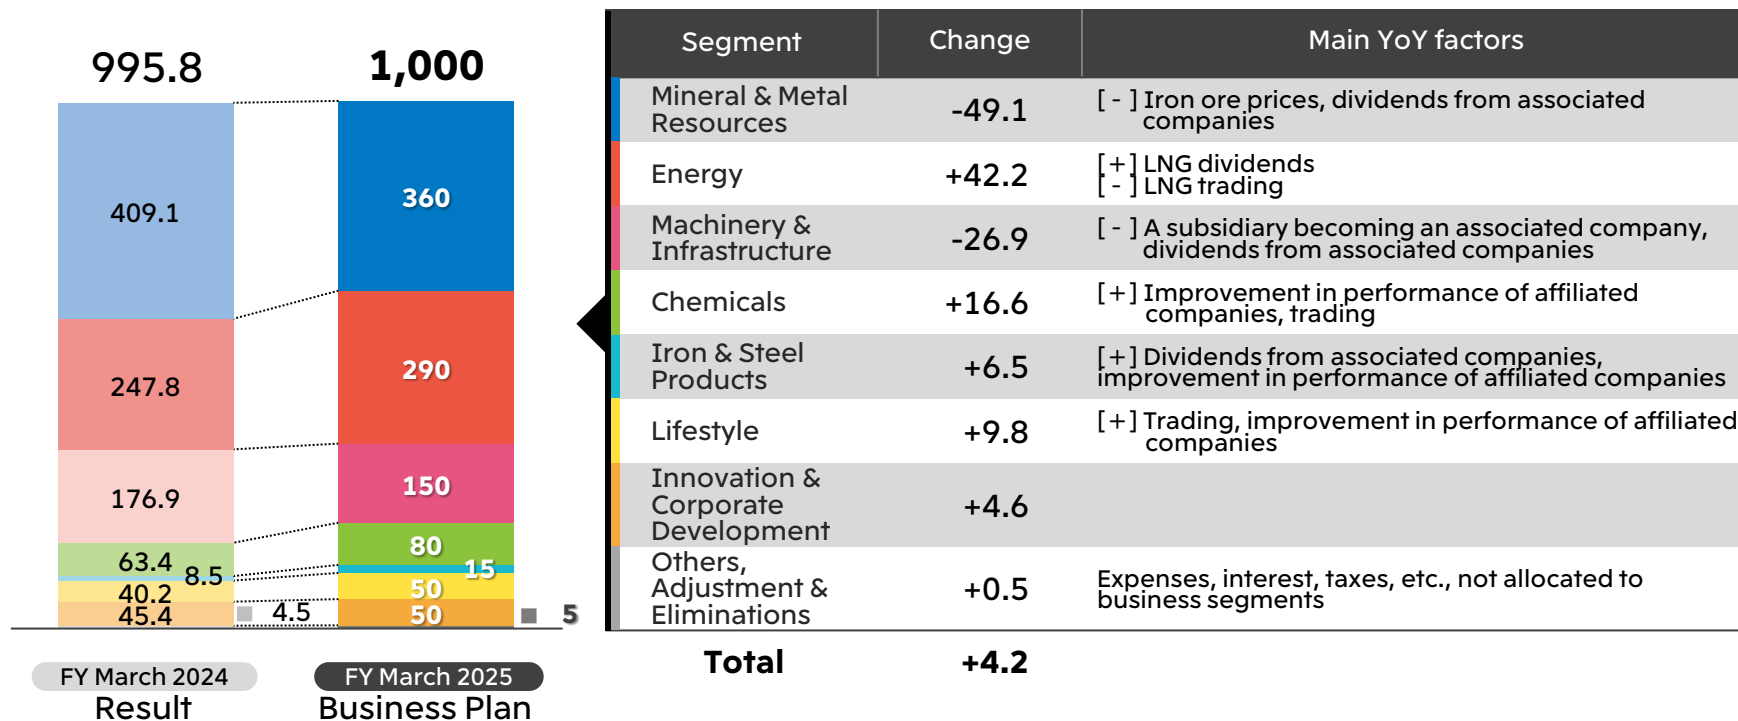 995.8
1,000
409.1
360
247.8
290
176.9
150
63.4
80
8.5
15
40.2
50
45.4
4.5
50
5
FY March 2024
Result
FY March 2025
Business Plan
Segment Change Main YoY factors
Mineral & Metal
Resources
-49.1
[ - ] Iron ore prices, dividends from associated
companies
Energy
+42.2
[+] LNG dividends
[ - ] LNG trading
Machinery &
Infrastructure
-26.9
[ - ] A subsidiary becoming an associated company,
dividends from associated companies
Chemicals
+16.6
[+] Improvement in performance of affiliated
companies, trading
Iron & Steel
Products
+6.5
[+] Dividends from associated companies,
improvement in performance of affiliated companies
Lifestyle
+9.8
[+] Trading, improvement in performance of affiliated
companies
Innovation &
Corporate
Development
+4.6
Others,
Adjustment &
Eliminations
+0.5
Expenses, interest, taxes, etc., not allocated to
business segments
Total +4.2